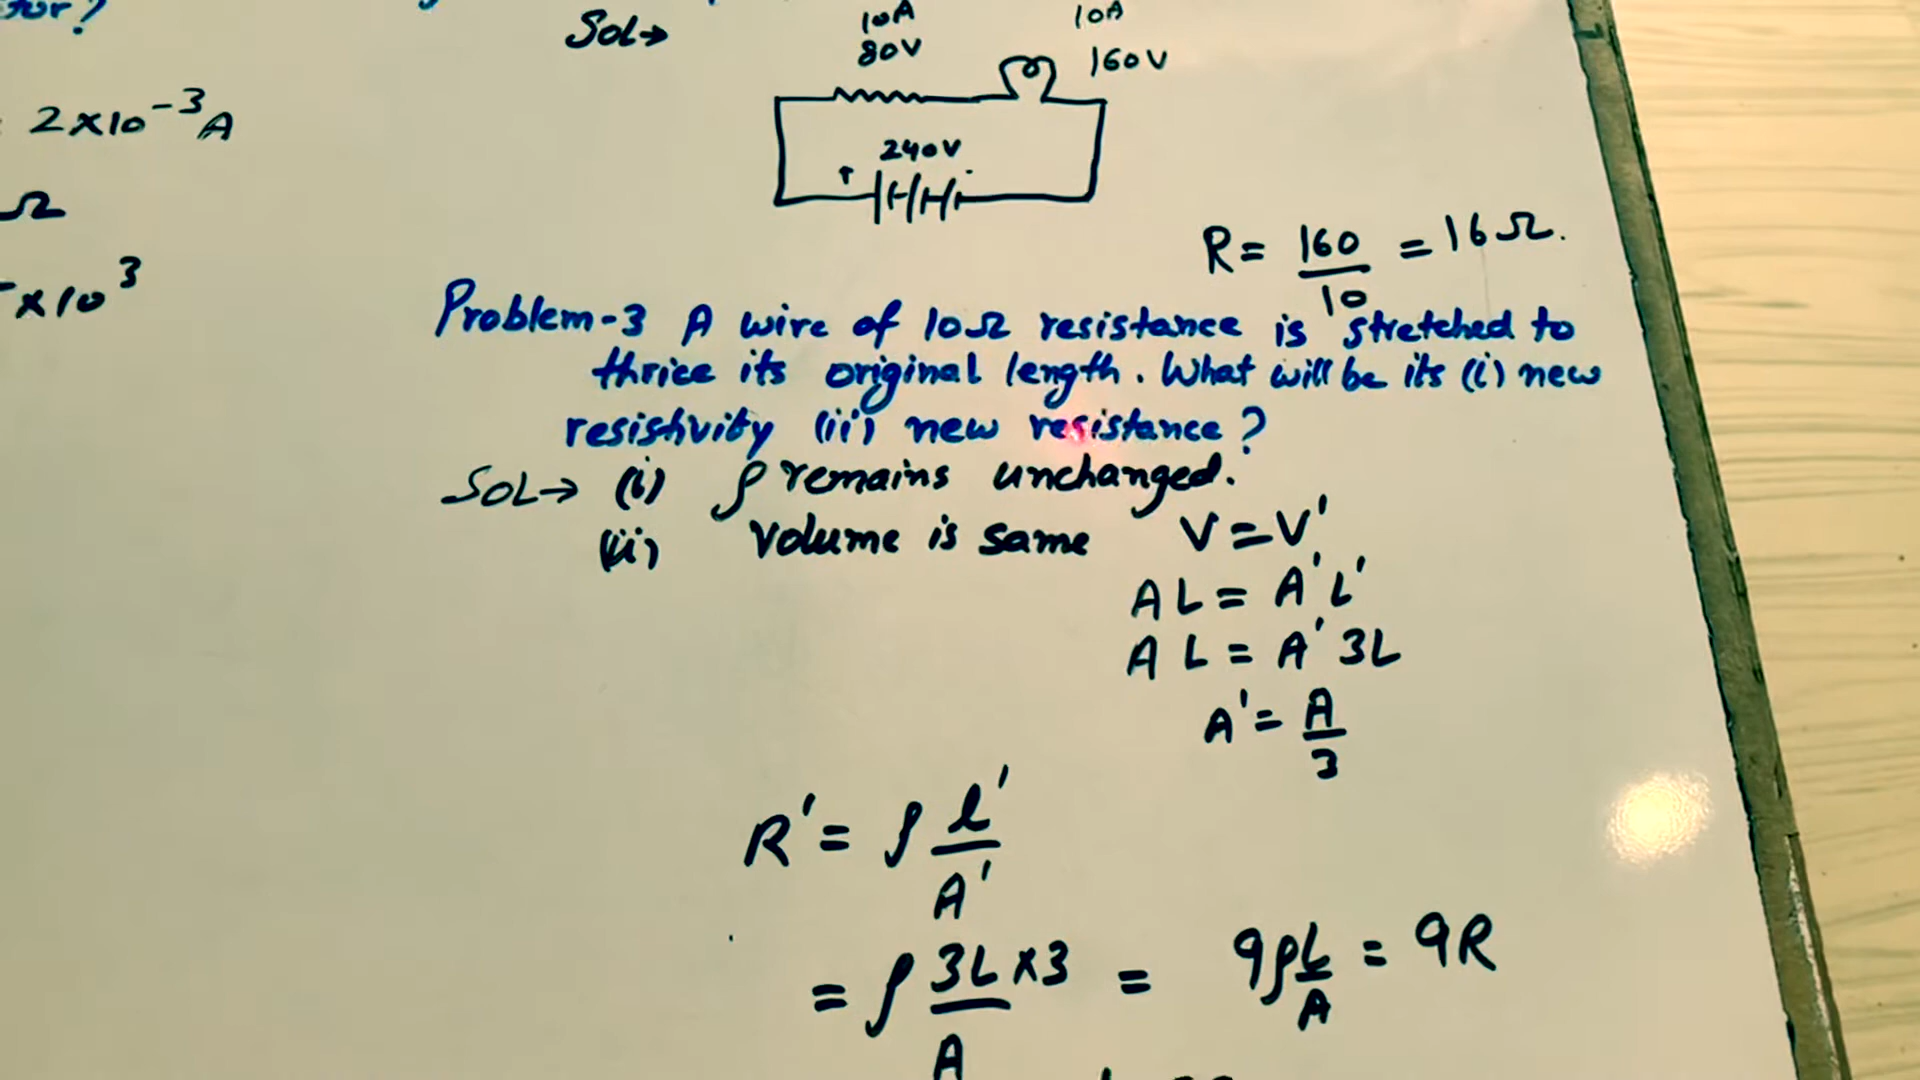 tor?
2×10⁻³A
Ω
×10³
Sol→
10A 10A
80V 160V
240V
+ -
R = 160/10 = 16Ω.
Problem-3 A wire of 10Ω resistance is stretched to
thrice its original length. What will be its (i) new
resistivity (ii) new resistance?
SOL→ (i) ρ remains unchanged.
(ii) Volume is same V = V'
AL = A'L'
AL = A' 3L
A' = A/3
R' = ρ l'/A'
= ρ 3L×3/A = 9ρL/A = 9R